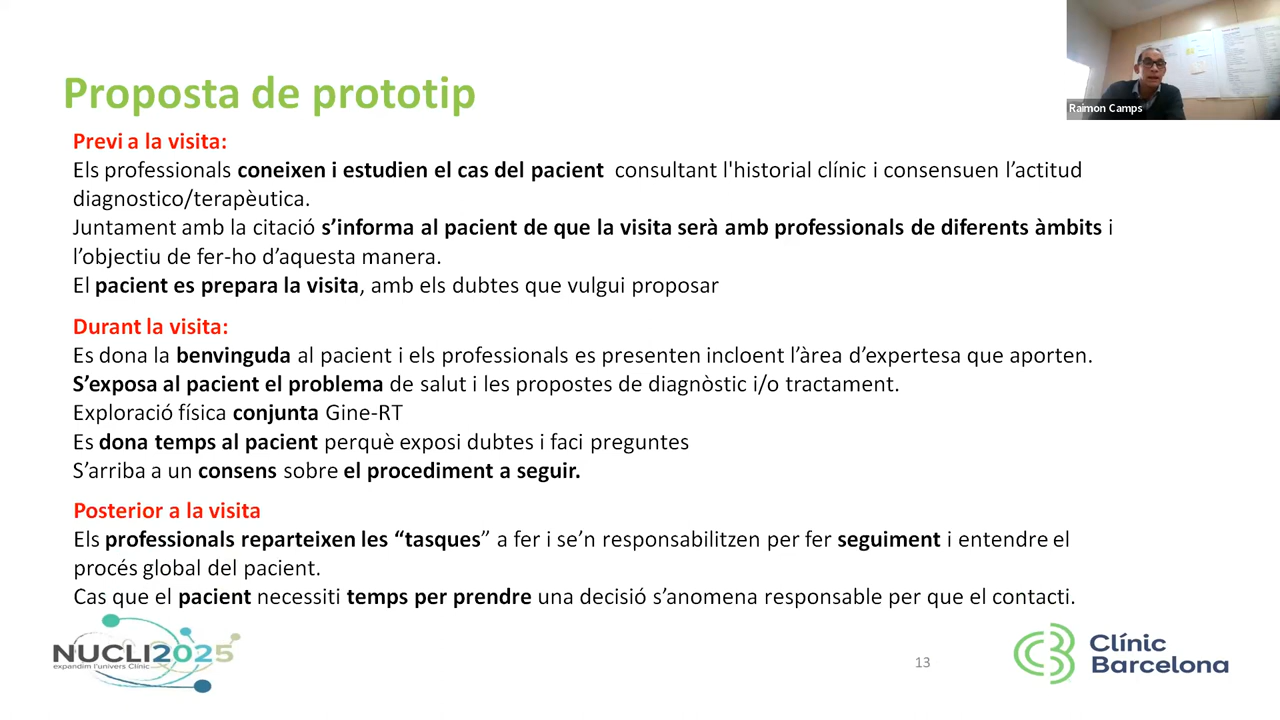 Raimon Camps
Proposta de prototip
Previ a la visita:
Els professionals coneixen i estudien el cas del pacient consultant l'historial clínic i consensuen l’actitud
diagnostico/terapèutica.
Juntament amb la citació s’informa al pacient de que la visita serà amb professionals de diferents àmbits i
l’objectiu de fer-ho d’aquesta manera.
El pacient es prepara la visita, amb els dubtes que vulgui proposar
Durant la visita:
Es dona la benvinguda al pacient i els professionals es presenten incloent l’àrea d’expertesa que aporten.
S’exposa al pacient el problema de salut i les propostes de diagnòstic i/o tractament.
Exploració física conjunta Gine-RT
Es dona temps al pacient perquè exposi dubtes i faci preguntes
S’arriba a un consens sobre el procediment a seguir.
Posterior a la visita
Els professionals reparteixen les “tasques” a fer i se’n responsabilitzen per fer seguiment i entendre el
procés global del pacient.
Cas que el pacient necessiti temps per prendre una decisió s’anomena responsable per que el contacti.
NUCLI2025
expandim l'univers Clínic
13
Clínic
Barcelona